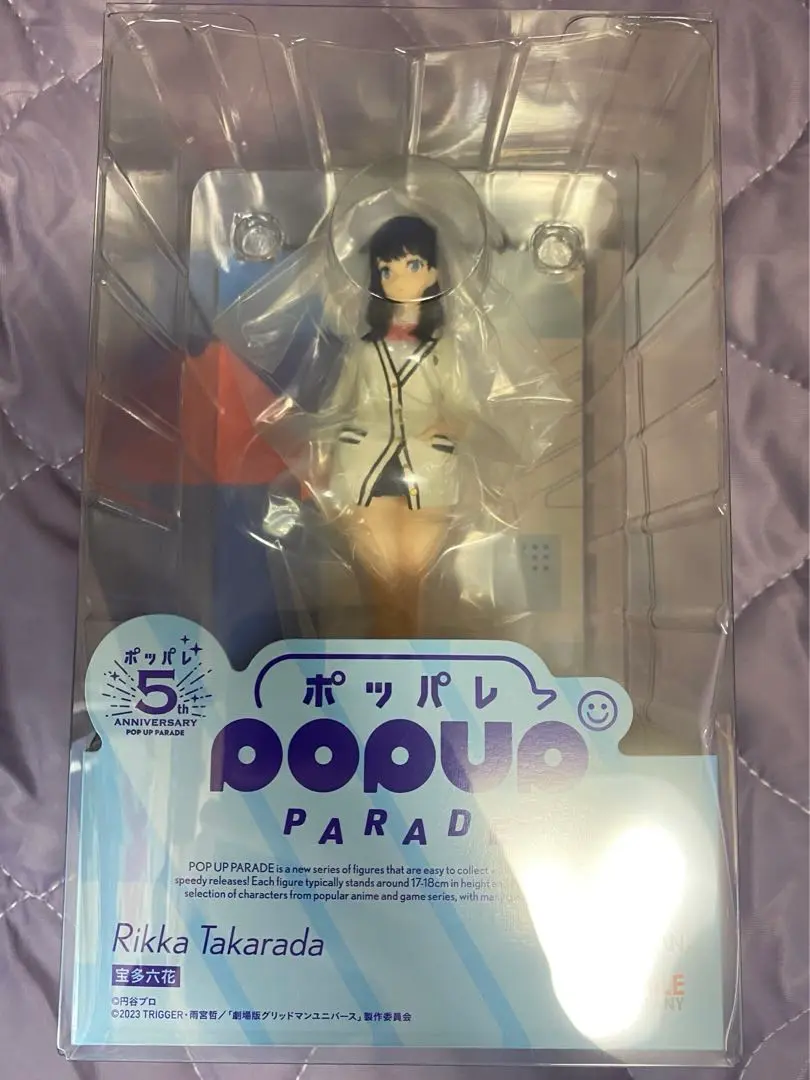 ポッパレ
5th
ANNIVERSARY
POP UP PARADE
ポッパレ
POPUP
PARAD
POP UP PARADE is a new series of figures that are easy to collect
speedy releases! Each figure typically stands around 17-18cm in height
selection of characters from popular anime and game series, with
Rikka Takarada
宝多六花
©円谷プロ
©2023 TRIGGER・雨宮哲/「劇場版グリッドマンユニバース」製作委員会